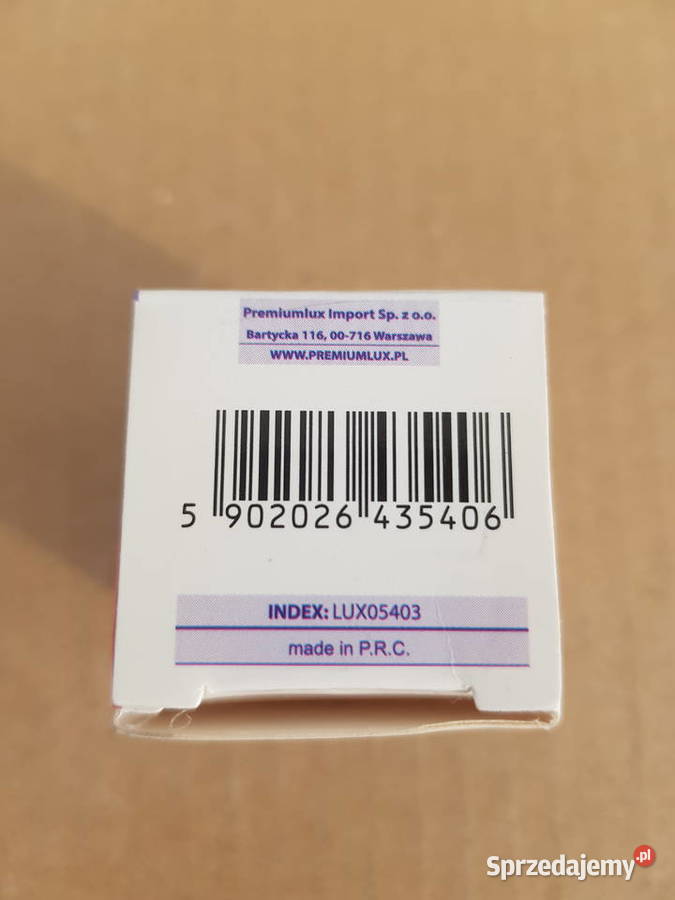 Premiumlux Import Sp. z o.o.
Bartycka 116, 00-716 Warszawa
WWW.PREMIUMLUX.PL
5 902026 435406
INDEX: LUX05403
made in P.R.C.
Sprzedajemy.pl